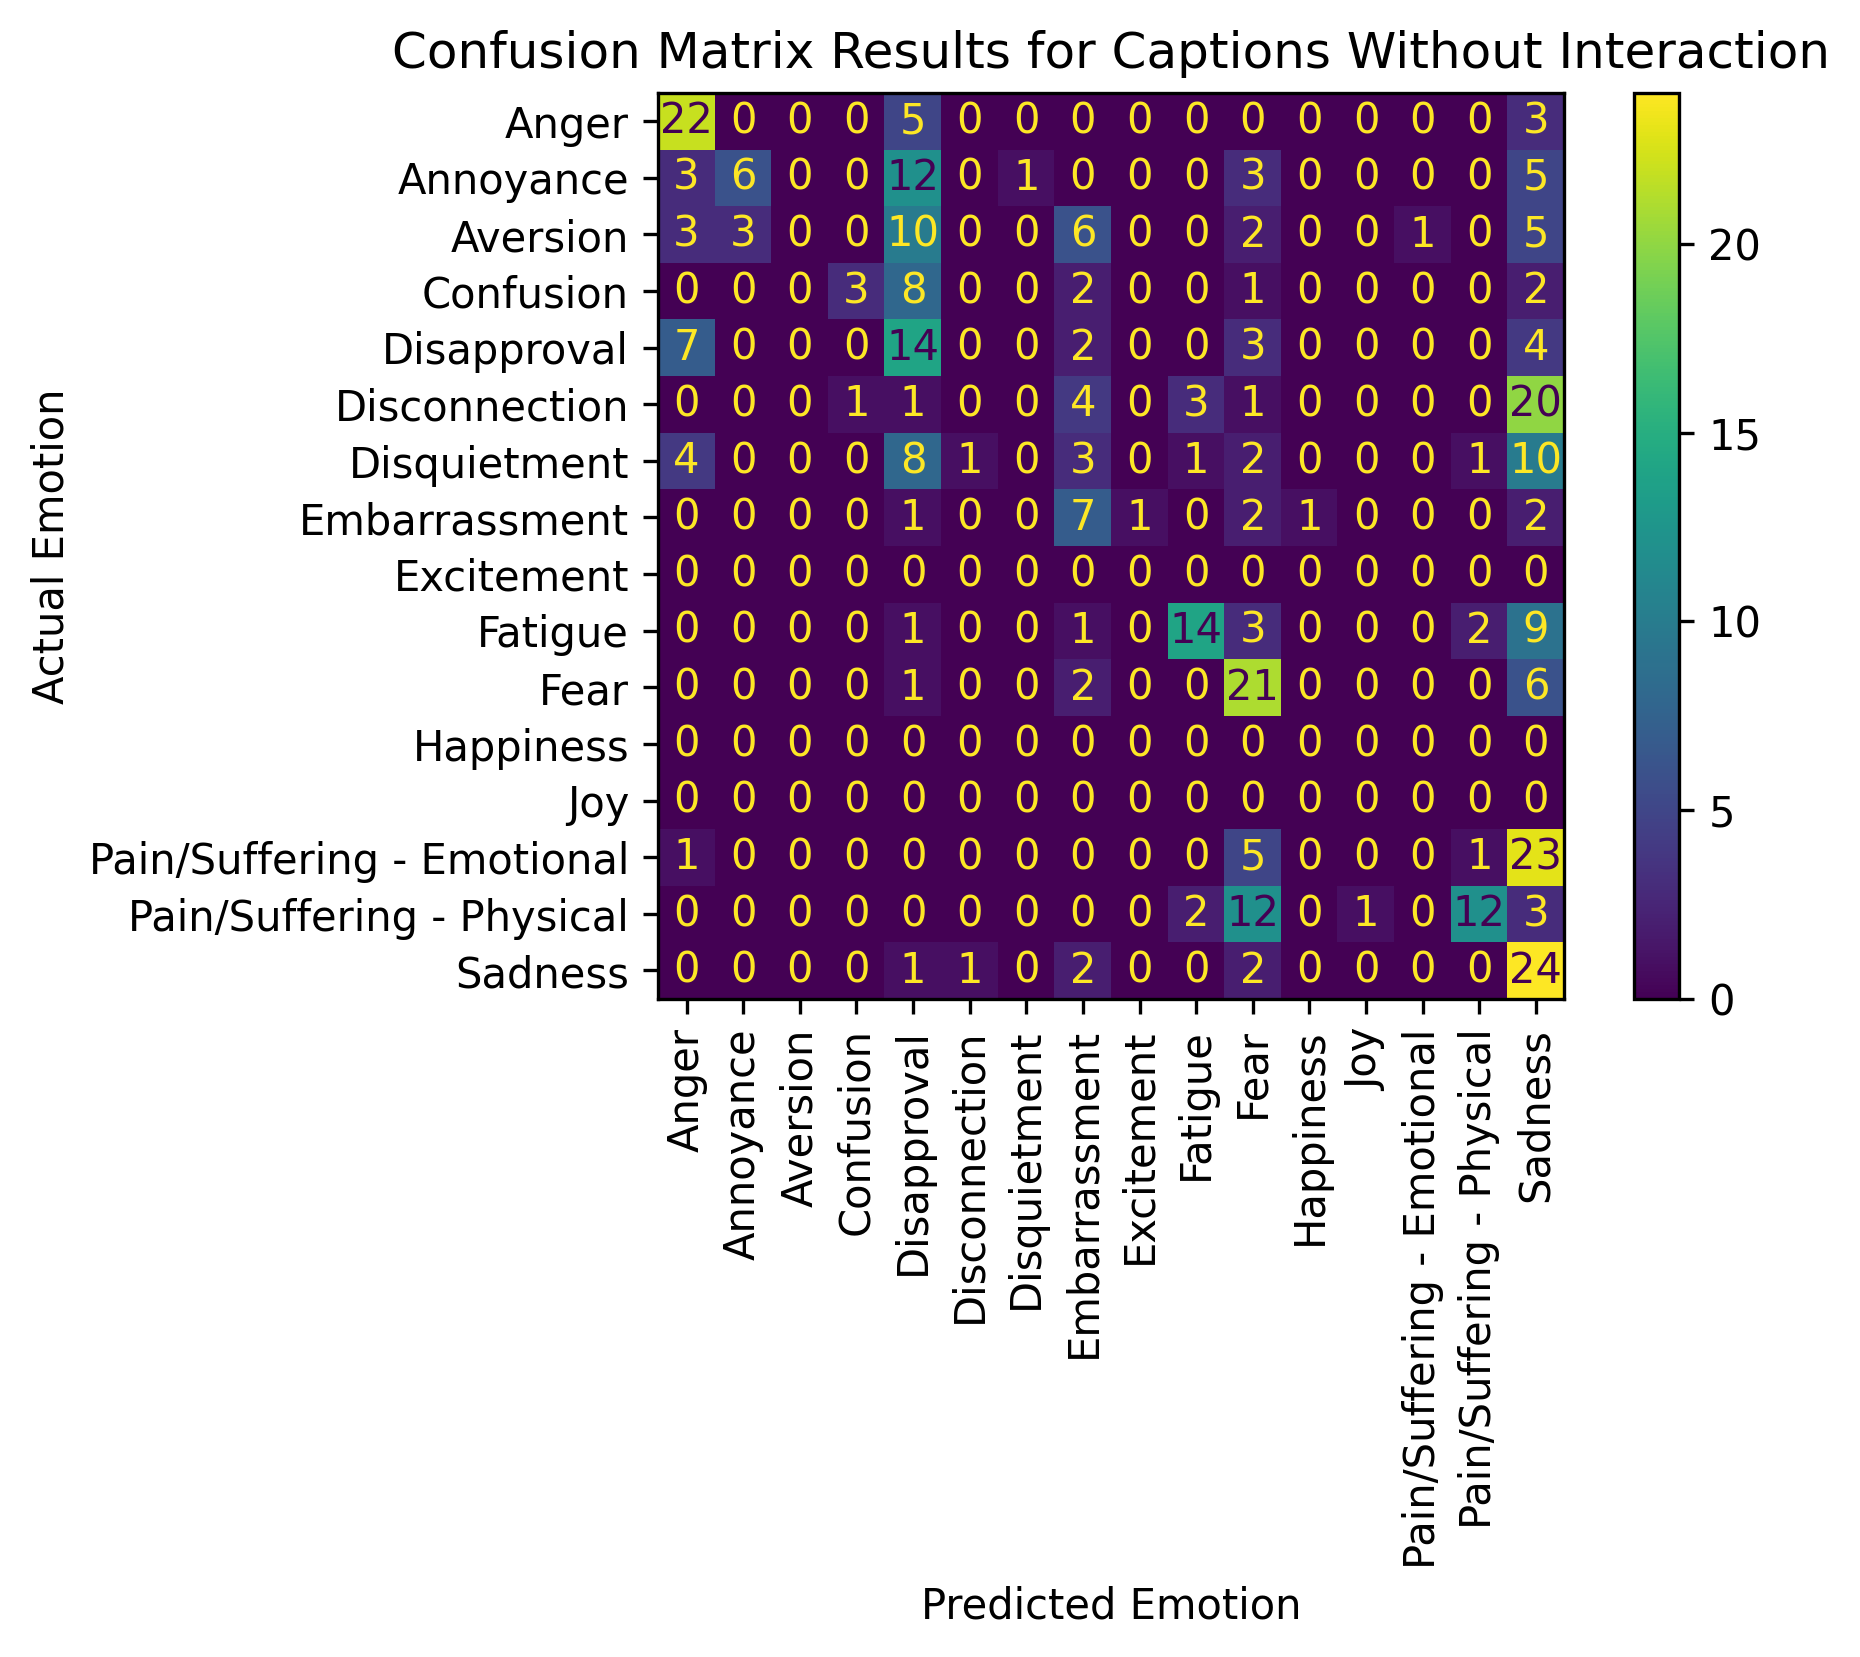 Confusion Matrix Results for Captions Without Interaction
Anger 22 0 0 0 5 0 0 0 0 0 0 0 0 0 0 3
Annoyance 3 6 0 0 12 0 1 0 0 0 3 0 0 0 0 5
Aversion 3 3 0 0 10 0 0 6 0 0 2 0 0 1 0 5
Confusion 0 0 0 3 8 0 0 2 0 0 1 0 0 0 0 2
Disapproval 7 0 0 0 14 0 0 2 0 0 3 0 0 0 0 4
Disconnection 0 0 0 1 1 0 0 4 0 3 1 0 0 0 0 20
Disquietment 4 0 0 0 8 1 0 3 0 1 2 0 0 0 1 10
Embarrassment 0 0 0 0 1 0 0 7 1 0 2 1 0 0 0 2
Excitement 0 0 0 0 0 0 0 0 0 0 0 0 0 0 0 0
Fatigue 0 0 0 0 1 0 0 1 0 14 3 0 0 0 2 9
Fear 0 0 0 0 1 0 0 2 0 0 21 0 0 0 0 6
Happiness 0 0 0 0 0 0 0 0 0 0 0 0 0 0 0 0
Joy 0 0 0 0 0 0 0 0 0 0 0 0 0 0 0 0
Pain/Suffering - Emotional 1 0 0 0 0 0 0 0 0 0 5 0 0 0 1 23
Pain/Suffering - Physical 0 0 0 0 0 0 0 0 0 2 12 0 1 0 12 3
Sadness 0 0 0 0 1 1 0 2 0 0 2 0 0 0 0 24
Actual Emotion
Anger
Annoyance
Aversion
Confusion
Disapproval
Disconnection
Disquietment
Embarrassment
Excitement
Fatigue
Fear
Happiness
Joy
Pain/Suffering - Emotional
Pain/Suffering - Physical
Sadness
Predicted Emotion
20
15
10
5
0